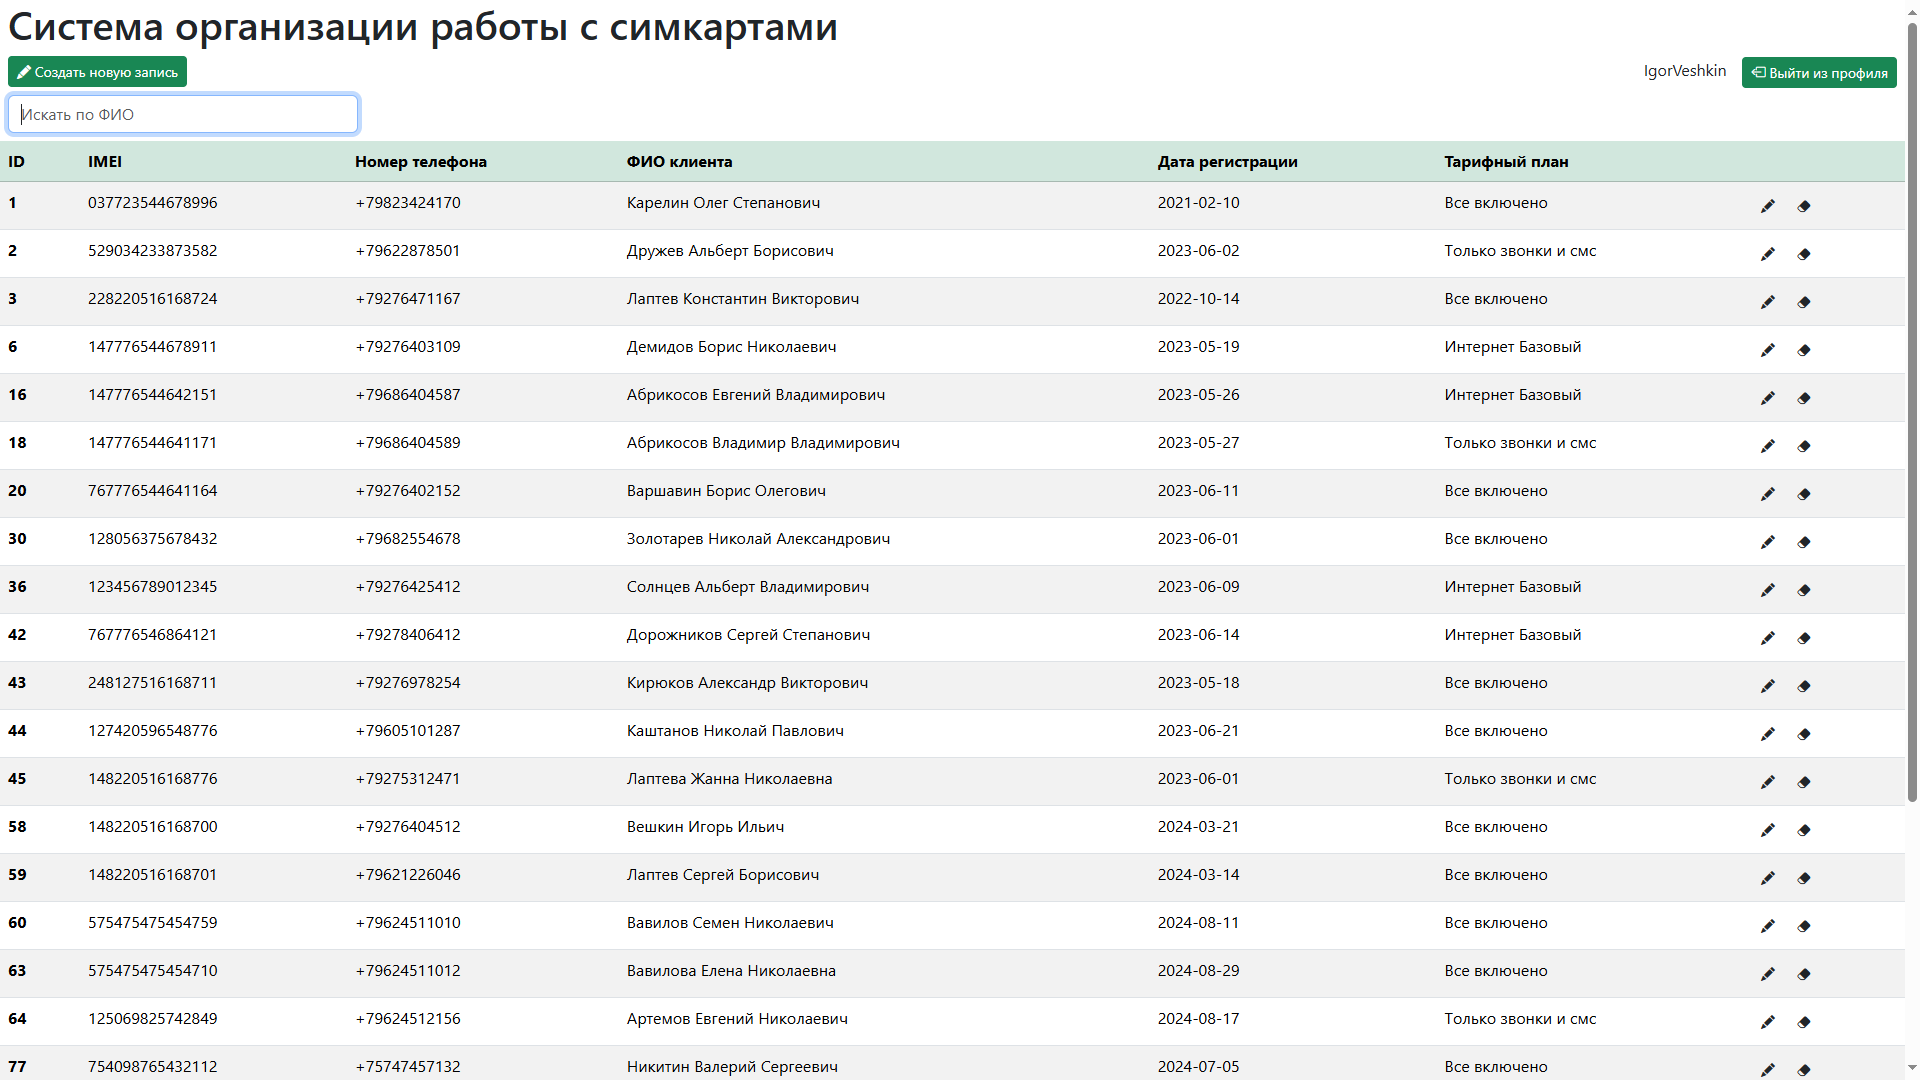 Система организации работы с симкартами
Создать новую запись
IgorVeshkin
Выйти из профиля
Искать по ФИО
ID IMEI Номер телефона ФИО клиента Дата регистрации Тарифный план
1 037723544678996 +79823424170 Карелин Олег Степанович 2021-02-10 Все включено
2 529034233873582 +79622878501 Дружев Альберт Борисович 2023-06-02 Только звонки и смс
3 228220516168724 +79276471167 Лаптев Константин Викторович 2022-10-14 Все включено
6 147776544678911 +79276403109 Демидов Борис Николаевич 2023-05-19 Интернет Базовый
16 147776544642151 +79686404587 Абрикосов Евгений Владимирович 2023-05-26 Интернет Базовый
18 147776544641171 +79686404589 Абрикосов Владимир Владимирович 2023-05-27 Только звонки и смс
20 767776544641164 +79276402152 Варшавин Борис Олегович 2023-06-11 Все включено
30 128056375678432 +79682554678 Золотарев Николай Александрович 2023-06-01 Все включено
36 123456789012345 +79276425412 Солнцев Альберт Владимирович 2023-06-09 Интернет Базовый
42 767776546864121 +79278406412 Дорожников Сергей Степанович 2023-06-14 Интернет Базовый
43 248127516168711 +79276978254 Кирюков Александр Викторович 2023-05-18 Все включено
44 127420596548776 +79605101287 Каштанов Николай Павлович 2023-06-21 Все включено
45 148220516168776 +79275312471 Лаптева Жанна Николаевна 2023-06-01 Только звонки и смс
58 148220516168700 +79276404512 Вешкин Игорь Ильич 2024-03-21 Все включено
59 148220516168701 +79621226046 Лаптев Сергей Борисович 2024-03-14 Все включено
60 575475475454759 +79624511010 Вавилов Семен Николаевич 2024-08-11 Все включено
63 575475475454710 +79624511012 Вавилова Елена Николаевна 2024-08-29 Все включено
64 125069825742849 +79624512156 Артемов Евгений Николаевич 2024-08-17 Только звонки и смс
77 754098765432112 +75747457132 Никитин Валерий Сергеевич 2024-07-05 Все включено